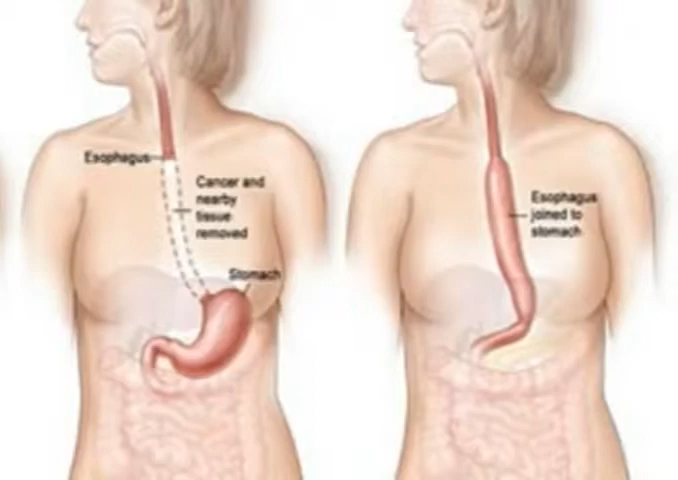 Esophagus
Cancer and
nearby
tissue
removed
Stomach
Esophagus
joined to
stomach